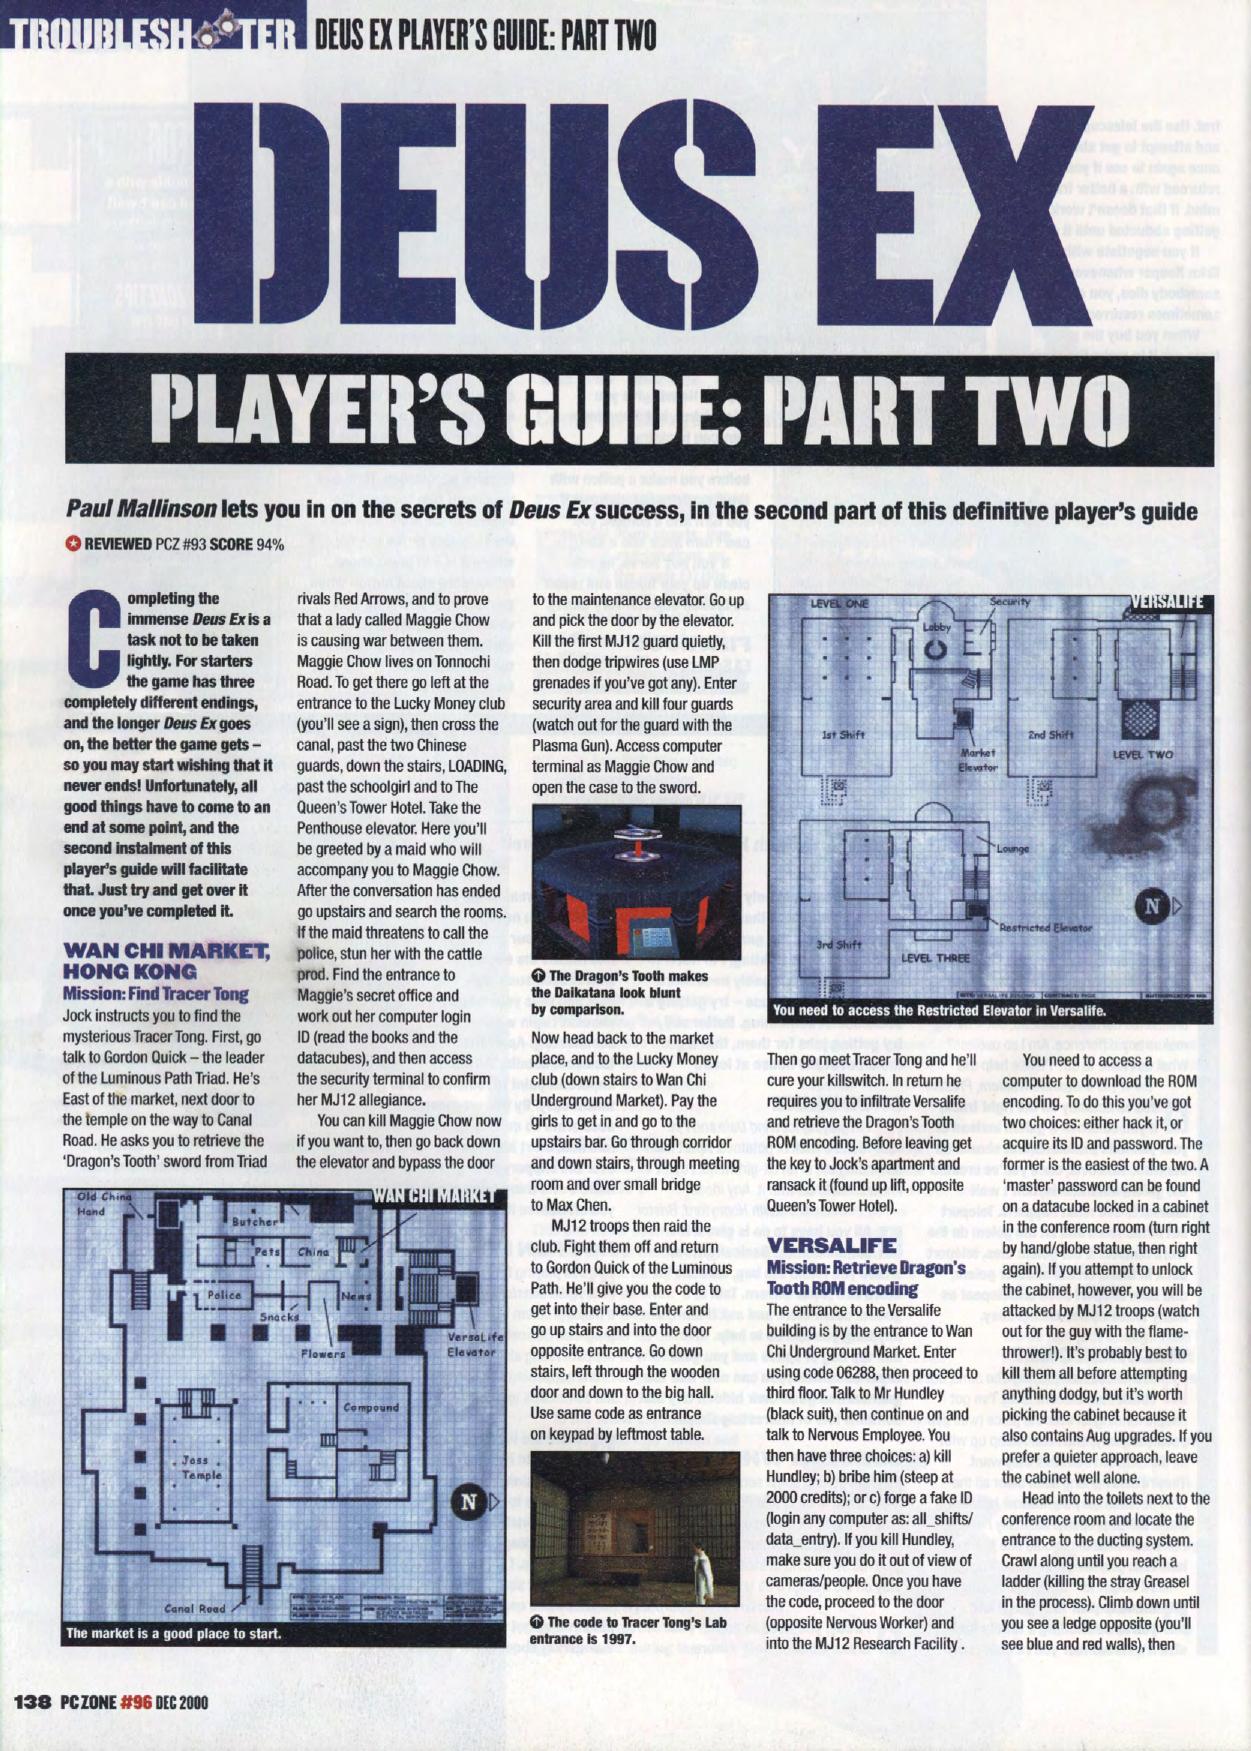 TROUBLESHOOTER DEUS EX PLAYER'S GUIDE: PART TWO
DEUS EX
PLAYER'S GUIDE: PART TWO
Paul Mallinson lets you in on the secrets of Deus Ex success, in the second part of this definitive player's guide
REVIEWED PCZ #93 SCORE 94%
Completing the
immense Deus Ex is a
task not to be taken
lightly. For starters
the game has three
completely different endings,
and the longer Deus Ex goes
on, the better the game gets –
so you may start wishing that it
never ends! Unfortunately, all
good things have to come to an
end at some point, and the
second instalment of this
player's guide will facilitate
that. Just try and get over it
once you've completed it.
WAN CHI MARKET,
HONG KONG
Mission: Find Tracer Tong
Jock instructs you to find the
mysterious Tracer Tong. First, go
talk to Gordon Quick – the leader
of the Luminous Path Triad. He's
East of the market, next door to
the temple on the way to Canal
Road. He asks you to retrieve the
'Dragon's Tooth' sword from Triad
rivals Red Arrows, and to prove
that a lady called Maggie Chow
is causing war between them.
Maggie Chow lives on Tonnochi
Road. To get there go left at the
entrance to the Lucky Money club
(you'll see a sign), then cross the
canal, past the two Chinese
guards, down the stairs, LOADING,
past the schoolgirl and to The
Queen's Tower Hotel. Take the
Penthouse elevator. Here you'll
be greeted by a maid who will
accompany you to Maggie Chow.
After the conversation has ended
go upstairs and search the rooms.
If the maid threatens to call the
police, stun her with the cattle
prod. Find the entrance to
Maggie's secret office and
work out her computer login
ID (read the books and the
datacubes), and then access
the security terminal to confirm
her MJ12 allegiance.
You can kill Maggie Chow now
if you want to, then go back down
the elevator and bypass the door
WAN CHI MARKET
Old China
Hand
Butcher
Pets
China
Police
News
Snacks
Flowers
VersaLife
Elevator
Compound
Joss
Temple
N
Canal Road
The market is a good place to start.
to the maintenance elevator. Go up
and pick the door by the elevator.
Kill the first MJ12 guard quietly,
then dodge tripwires (use LMP
grenades if you've got any). Enter
security area and kill four guards
(watch out for the guard with the
Plasma Gun). Access computer
terminal as Maggie Chow and
open the case to the sword.
The Dragon's Tooth makes
the Daikatana look blunt
by comparison.
Now head back to the market
place, and to the Lucky Money
club (down stairs to Wan Chi
Underground Market). Pay the
girls to get in and go to the
upstairs bar. Go through corridor
and down stairs, through meeting
room and over small bridge
to Max Chen.
MJ12 troops then raid the
club. Fight them off and return
to Gordon Quick of the Luminous
Path. He'll give you the code to
get into their base. Enter and
go up stairs and into the door
opposite entrance. Go down
stairs, left through the wooden
door and down to the big hall.
Use same code as entrance
on keypad by leftmost table.
The code to Tracer Tong's Lab
entrance is 1997.
VERSALIFE
LEVEL ONE
Security
Lobby
1st Shift
Market
Elevator
2nd Shift
LEVEL TWO
Lounge
N
Restricted Elevator
3rd Shift
LEVEL THREE
You need to access the Restricted Elevator in Versalife.
Then go meet Tracer Tong and he'll
cure your killswitch. In return he
requires you to infiltrate Versalife
and retrieve the Dragon's Tooth
ROM encoding. Before leaving get
the key to Jock's apartment and
ransack it (found up lift, opposite
Queen's Tower Hotel).
VERSALIFE
Mission: Retrieve Dragon's
Tooth ROM encoding
The entrance to the Versalife
building is by the entrance to Wan
Chi Underground Market. Enter
using code 06288, then proceed to
third floor. Talk to Mr Hundley
(black suit), then continue on and
talk to Nervous Employee. You
then have three choices: a) kill
Hundley; b) bribe him (steep at
2000 credits); or c) forge a fake ID
(login any computer as: all_shifts/
data_entry). If you kill Hundley,
make sure you do it out of view of
cameras/people. Once you have
the code, proceed to the door
(opposite Nervous Worker) and
into the MJ12 Research Facility .
You need to access a
computer to download the ROM
encoding. To do this you've got
two choices: either hack it, or
acquire its ID and password. The
former is the easiest of the two. A
'master' password can be found
on a datacube locked in a cabinet
in the conference room (turn right
by hand/globe statue, then right
again). If you attempt to unlock
the cabinet, however, you will be
attacked by MJ12 troops (watch
out for the guy with the flame-
thrower!). It's probably best to
kill them all before attempting
anything dodgy, but it's worth
picking the cabinet because it
also contains Aug upgrades. If you
prefer a quieter approach, leave
the cabinet well alone.
Head into the toilets next to the
conference room and locate the
entrance to the ducting system.
Crawl along until you reach a
ladder (killing the stray Greasel
in the process). Climb down until
you see a ledge opposite (you'll
see blue and red walls), then
138 PC ZONE #96 DEC 2000